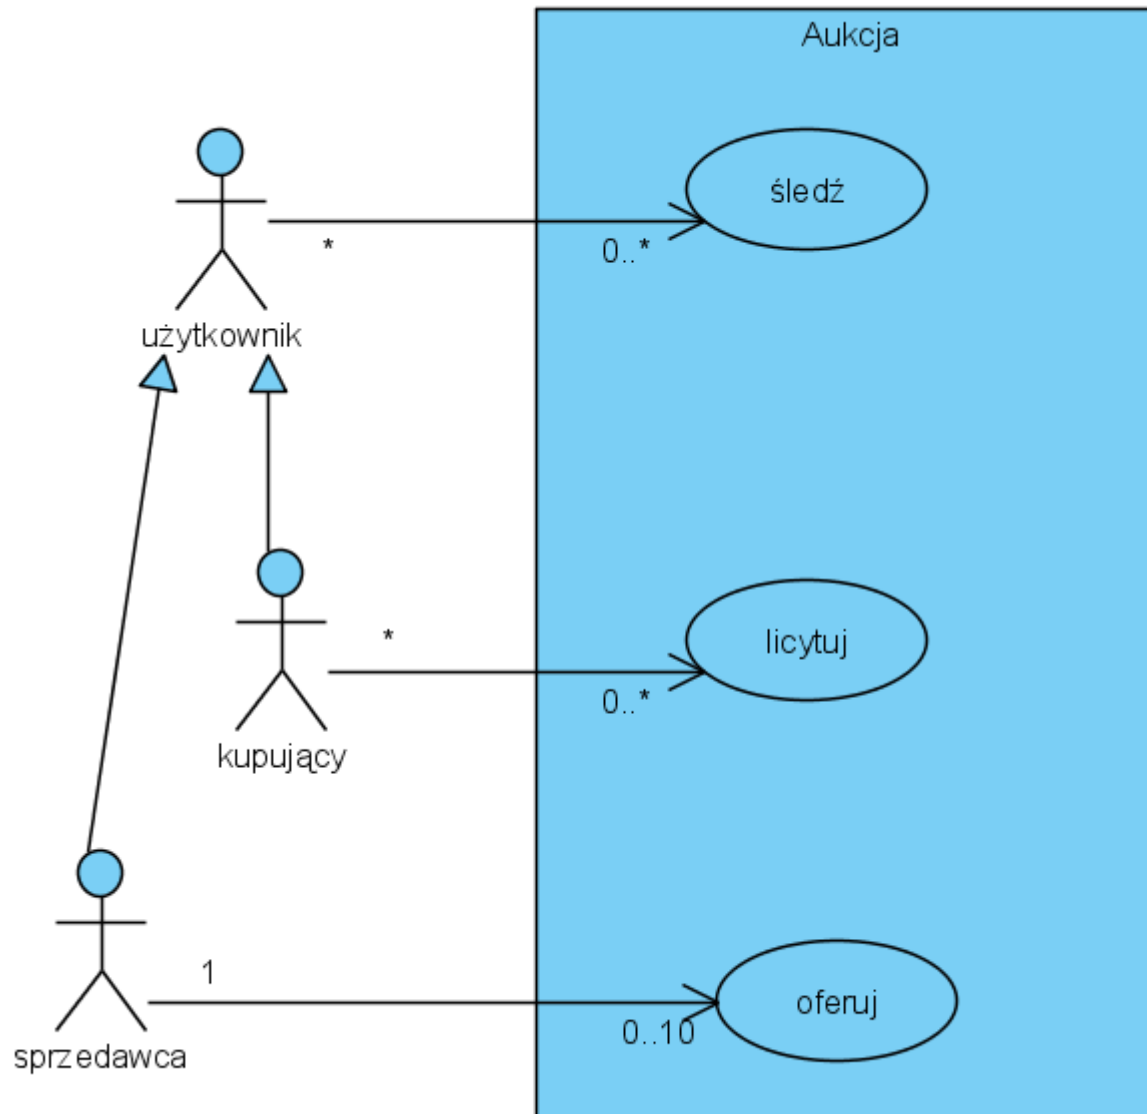 Aukcja
śledź
*
0..*
użytkownik
*
licytuj
0..*
kupujący
1
oferuj
0..10
sprzedawca